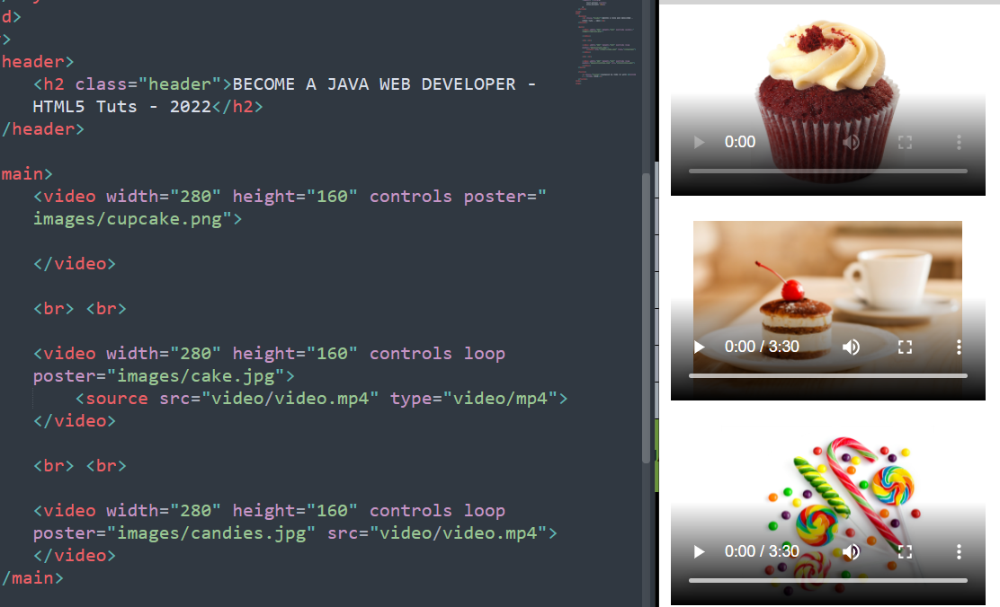 d>
>
header>
<h2 class="header">BECOME A JAVA WEB DEVELOPER -
HTML5 Tuts - 2022</h2>
/header>
main>
<video width="280" height="160" controls poster="
images/cupcake.png">
</video>
<br> <br>
<video width="280" height="160" controls loop
poster="images/cake.jpg">
<source src="video/video.mp4" type="video/mp4">
</video>
<br> <br>
<video width="280" height="160" controls loop
poster="images/candies.jpg" src="video/video.mp4">
</video>
/main>
0:00
0:00 / 3:30
0:00 / 3:30